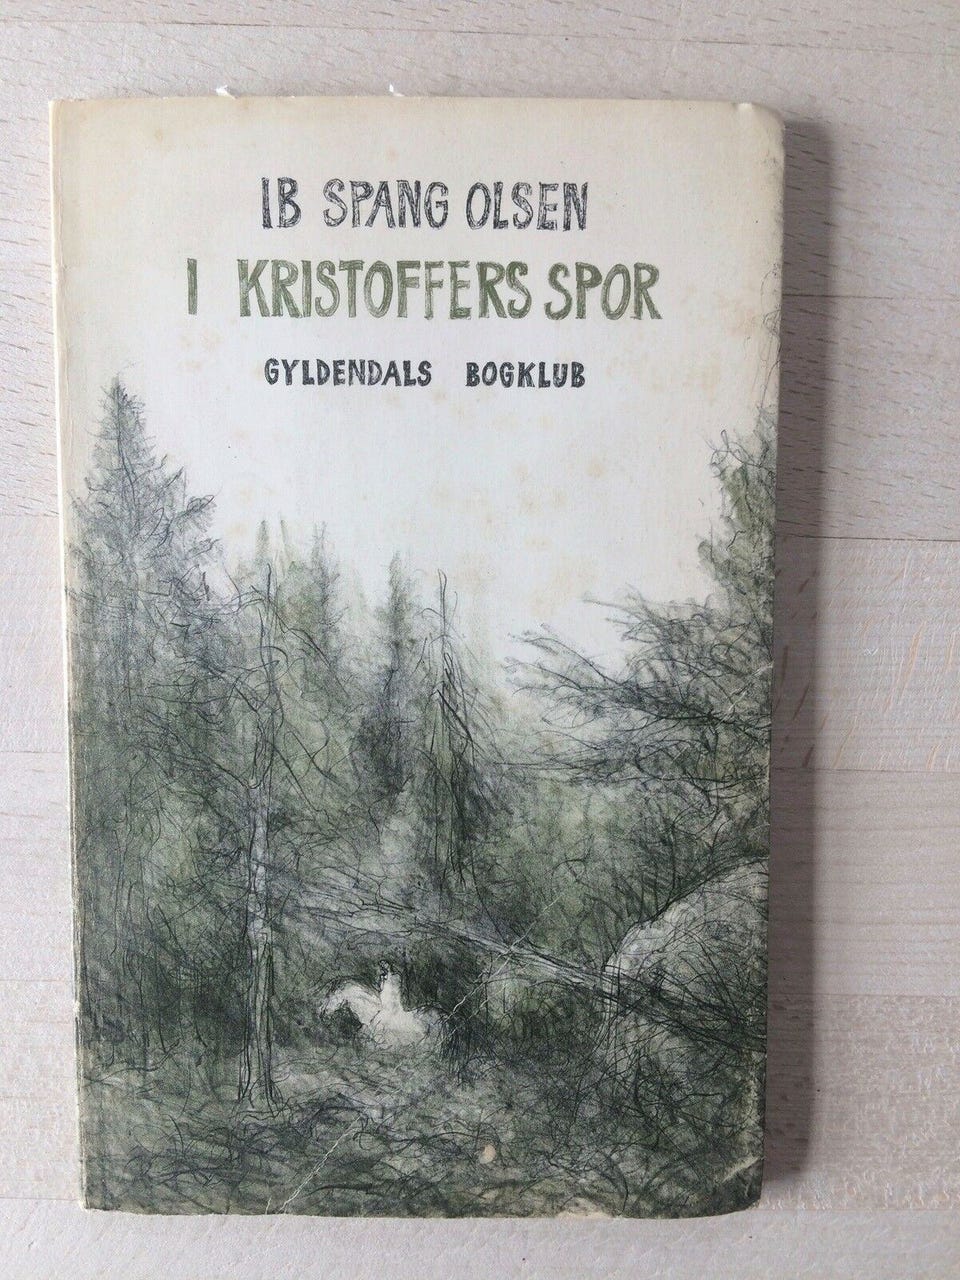 IB SPANG OLSEN
I KRISTOFFERS SPOR
GYLDENDALS BOGKLUB